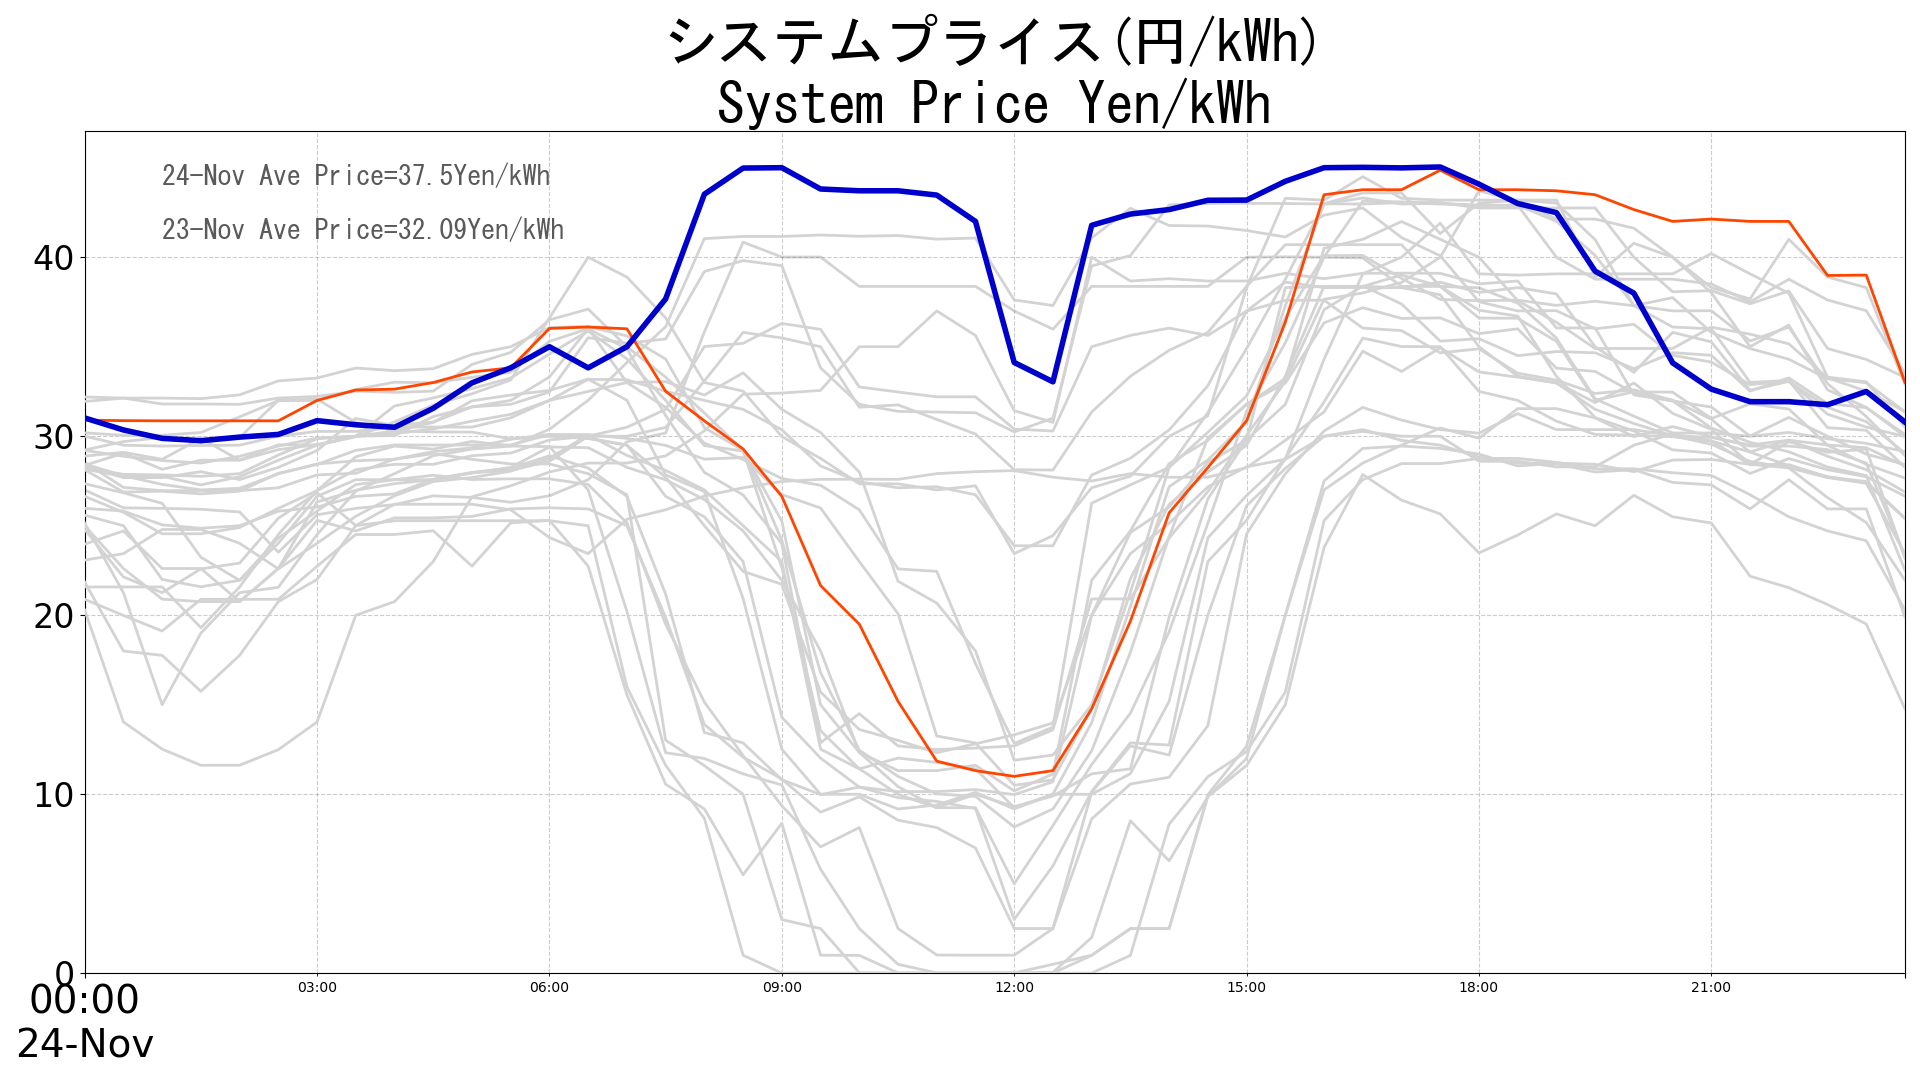 システムプライス(円/kWh)
System Price Yen/kWh
24-Nov Ave Price=37.5Yen/kWh
23-Nov Ave Price=32.09Yen/kWh
40
30
20
10
0
00:00
24-Nov
03:00
06:00
09:00
12:00
15:00
18:00
21:00